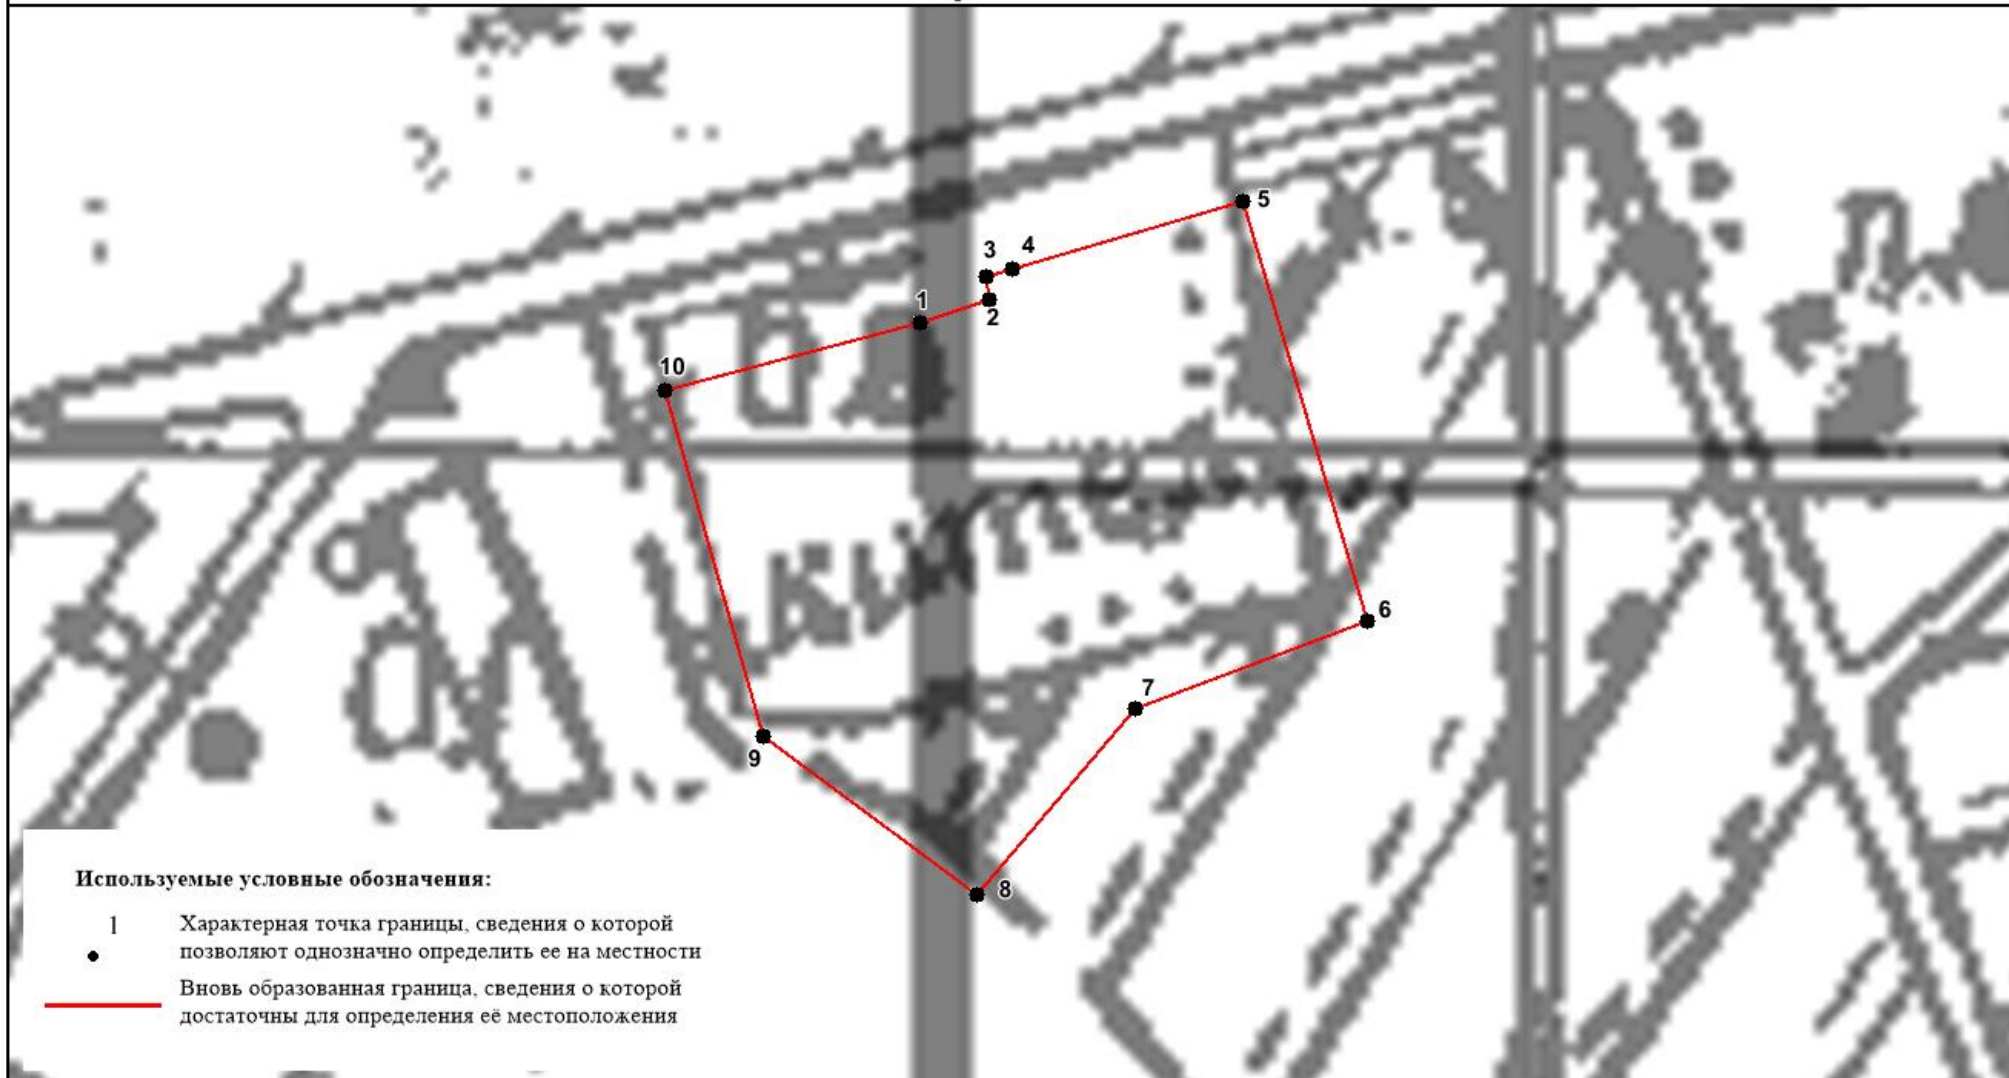 5
4
3
1
2
10
6
7
9
8
Используемые условные обозначения:
1
Характерная точка границы, сведения о которой
позволяют однозначно определить ее на местности
Вновь образованная граница, сведения о которой
достаточны для определения её местоположения